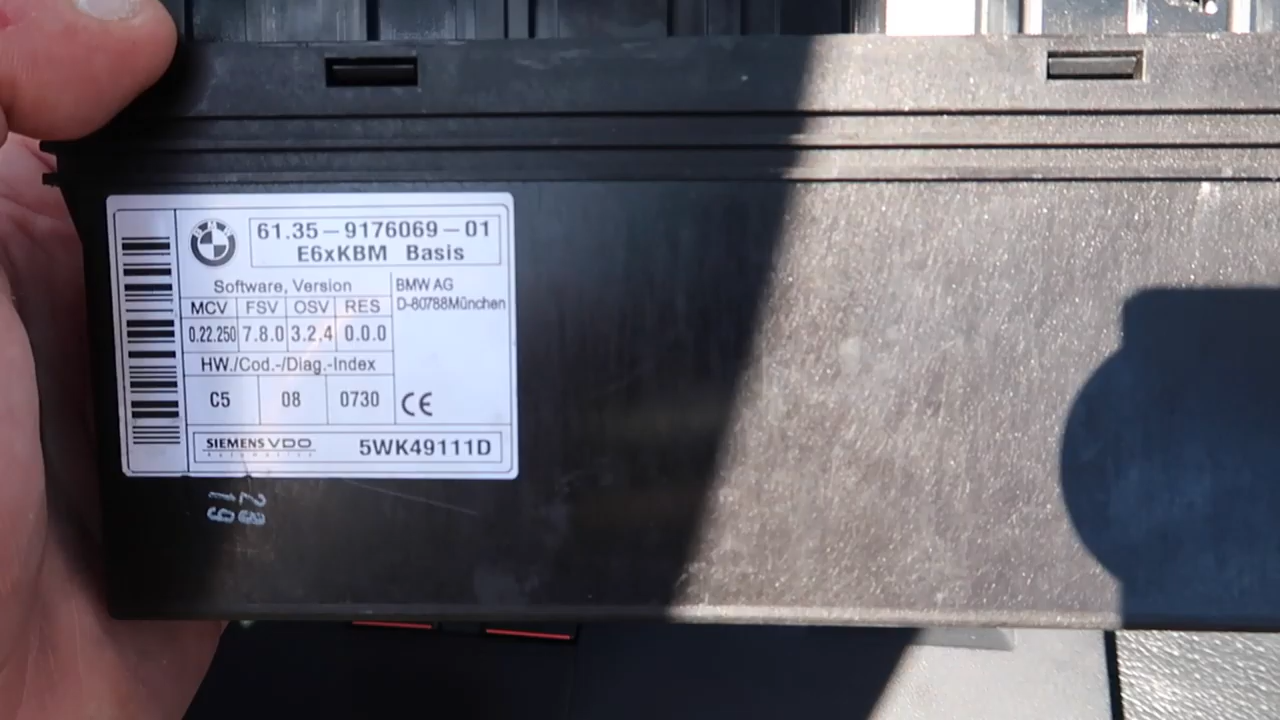 BMW
61.35-9176069-01
E6xKBM Basis
Software, Version
MCV FSV OSV RES
0.22.250 7.8.0 3.2.4 0.0.0
BMW AG
D-80788München
HW./Cod.-/Diag.-Index
C5 08 0730
CE
SIEMENS VDO
Automotive
5WK49111D